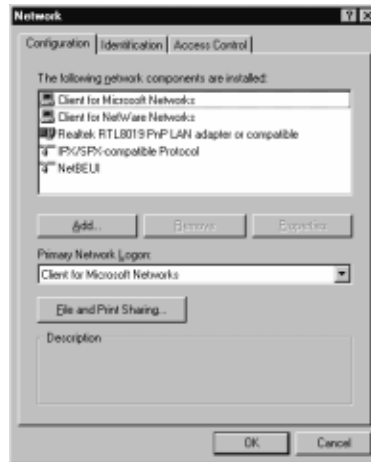 Network
Configuration Identification Access Control
The following network components are installed:
Client for Microsoft Networks
Client for NetWare Networks
Realtek RTL8019 PnP LAN adapter or compatible
IPX/SPX-compatible Protocol
NetBEUI
Add... Remove Properties
Primary Network Logon:
Client for Microsoft Networks
File and Print Sharing...
Description
OK Cancel